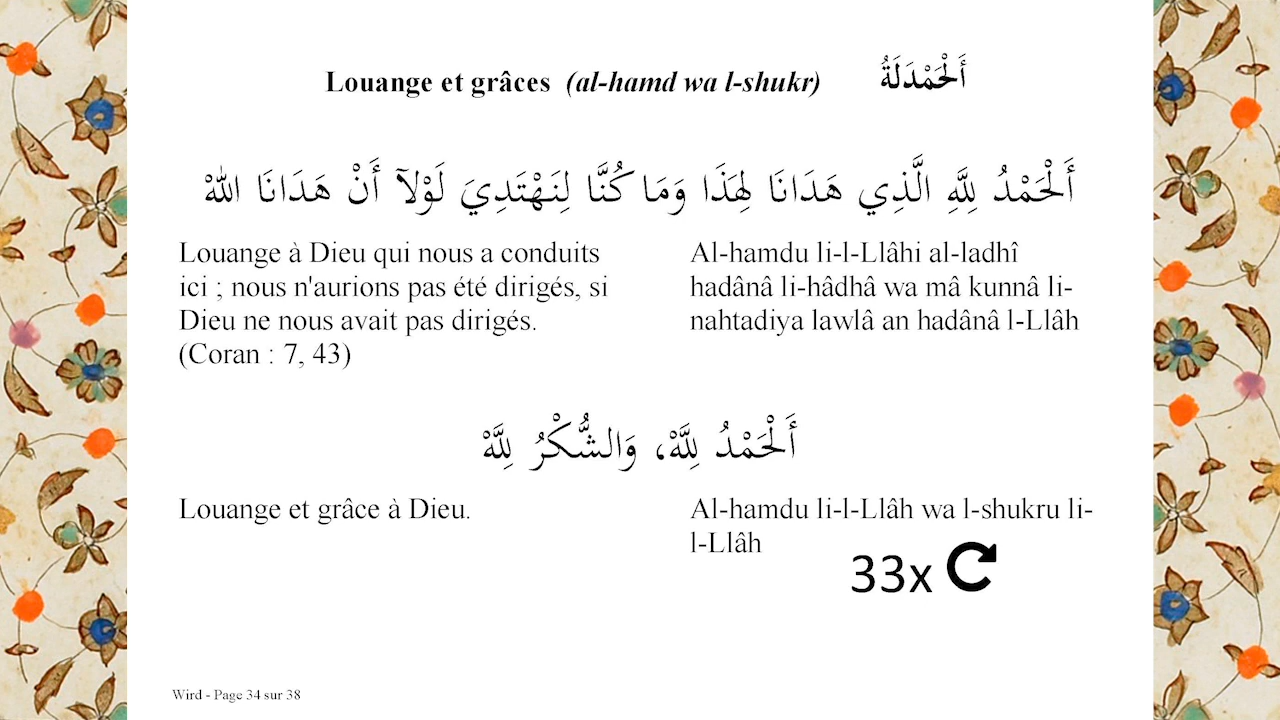 Louange et grâces (al-hamd wa l-shukr) أَلْحَمْدَلَةُ
أَلْحَمْدُ لِلَّهِ الَّذِي هَدَانَا لِهَذَا وَمَا كُنَّا لِنَهْتَدِيَ لَوْلآ أَنْ هَدَانَا اللهْ
Louange à Dieu qui nous a conduits
ici ; nous n'aurions pas été dirigés, si
Dieu ne nous avait pas dirigés.
(Coran : 7, 43)
Al-hamdu li-l-Llâhi al-ladhî
hadânâ li-hâdhâ wa mâ kunnâ li-
nahtadiya lawlâ an hadânâ l-Llâh
أَلْحَمْدُ لِلَّهْ، وَالشُّكْرُ لِلَّهْ
Louange et grâce à Dieu.
Al-hamdu li-l-Llâh wa l-shukru li-
l-Llâh
33x
Wird - Page 34 sur 38